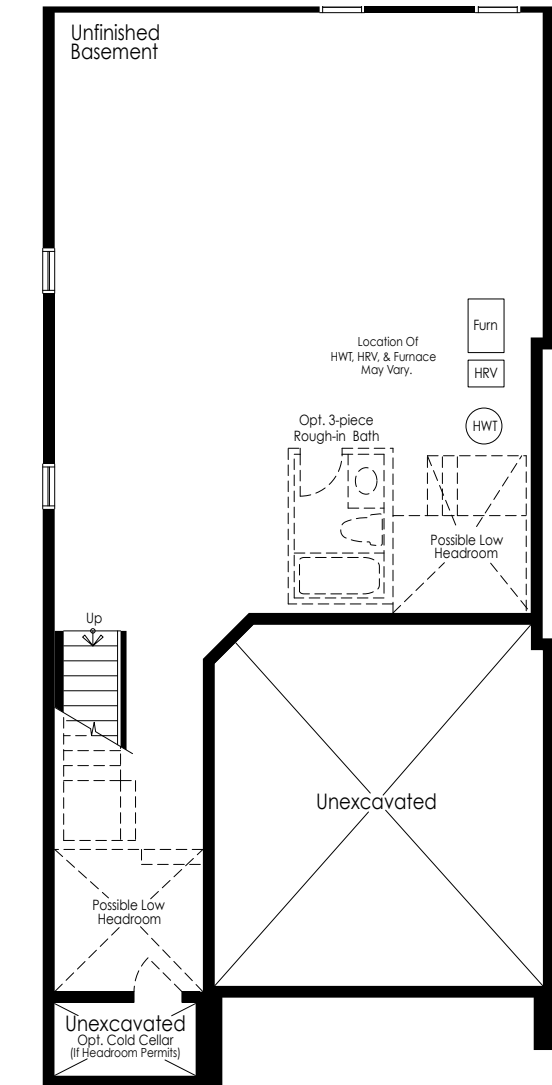 Unfinished
Basement
Furn
Location Of
HWT, HRV, & Furnace
May Vary.
HRV
Opt. 3-piece
Rough-in Bath
HWT
Possible Low
Headroom
Up
Unexcavated
Possible Low
Headroom
Unexcavated
Opt. Cold Cellar
(If Headroom Permits)